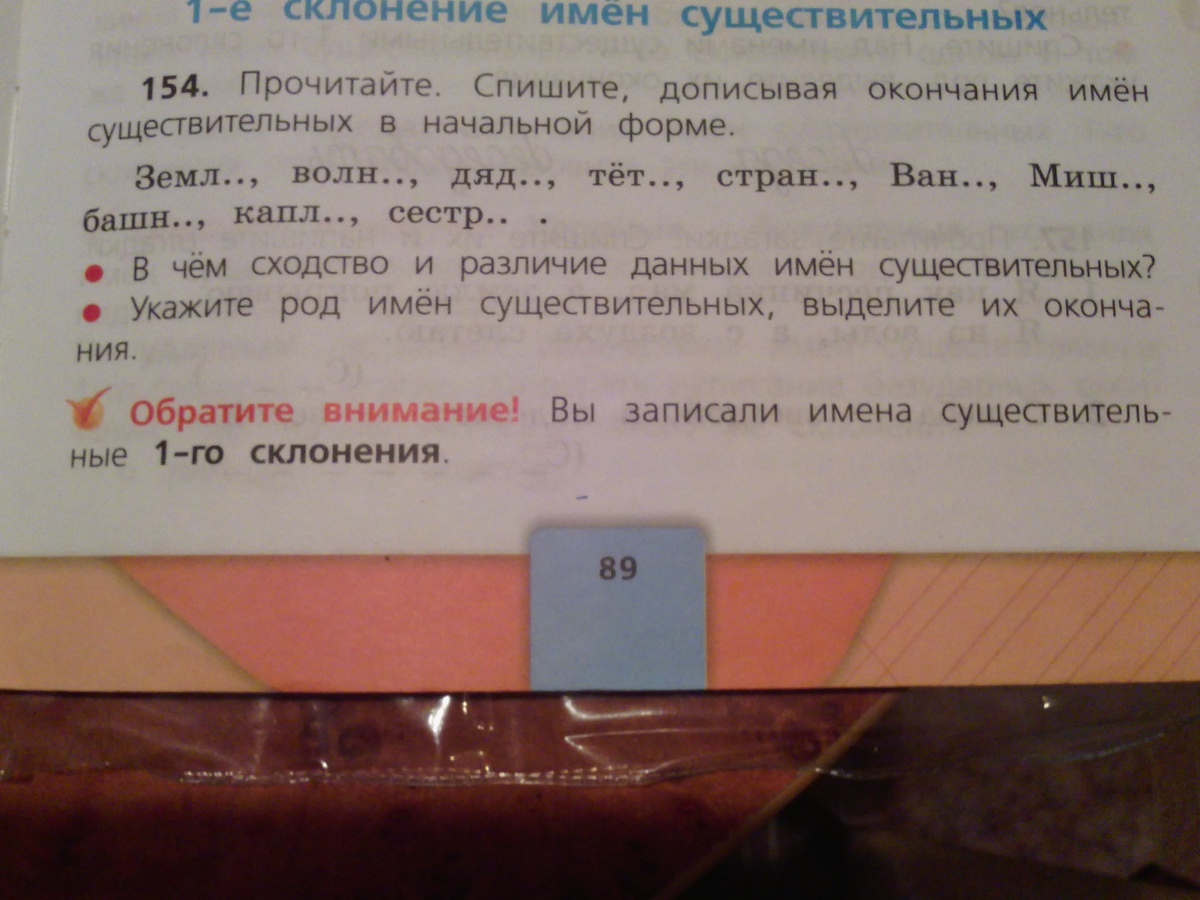 1-е склонение имён существительных
154. Прочитайте. Спишите, дописывая окончания имён
существительных в начальной форме.
Земл.., волн.., дяд.., тёт.., стран.., Ван.., Миш..,
башн.., капл.., сестр.. .
● В чём сходство и различие данных имён существительных?
● Укажите род имён существительных, выделите их оконча-
ния.
Обратите внимание! Вы записали имена существитель-
ные 1-го склонения.
89